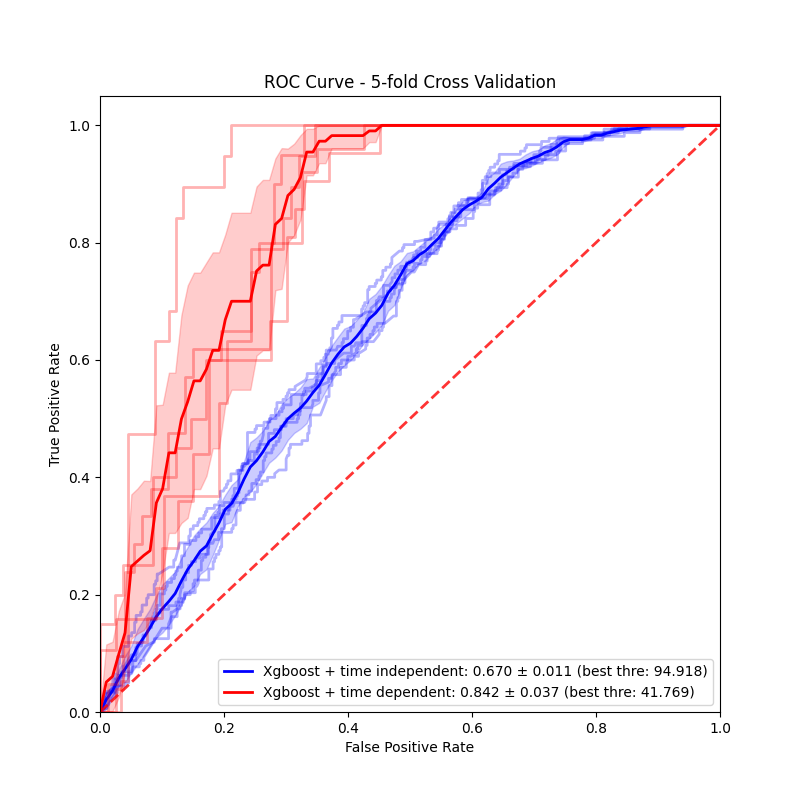 ROC Curve - 5-fold Cross Validation
1.0
0.8
0.6
0.4
0.2
0.0
True Positive Rate
Xgboost + time independent: 0.670 ± 0.011 (best thre: 94.918)
Xgboost + time dependent: 0.842 ± 0.037 (best thre: 41.769)
0.0 0.2 0.4 0.6 0.8 1.0
False Positive Rate